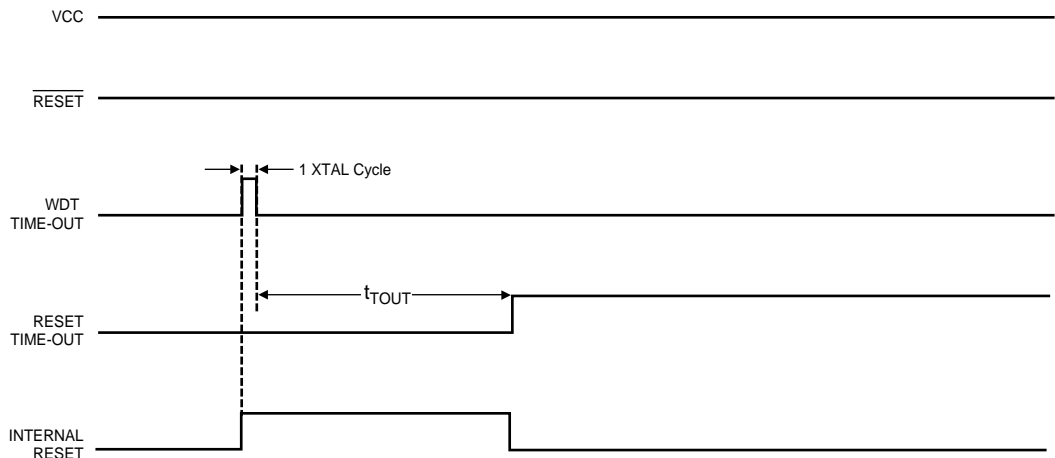 VCC
RESET
1 XTAL Cycle
WDT
TIME-OUT
tTOUT
RESET
TIME-OUT
INTERNAL
RESET